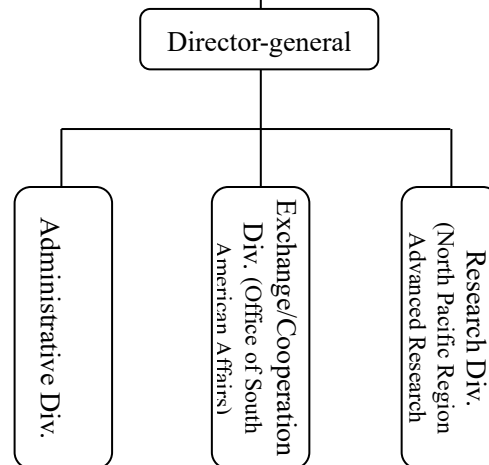 Director-general
Administrative Div.
Exchange/Cooperation
Div. (Office of South
American Affairs)
Research Div.
(North Pacific Region
Advanced Research